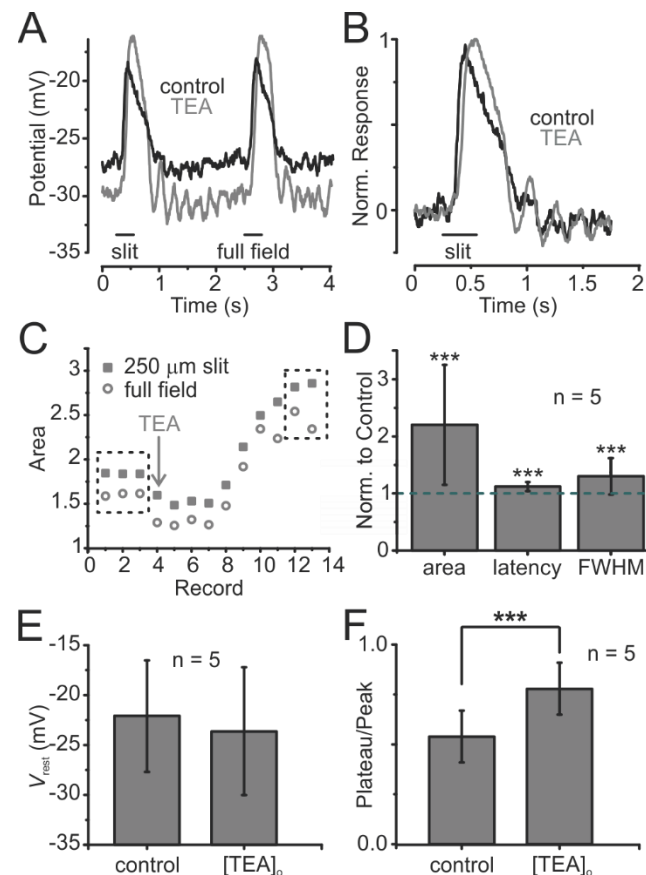 A
Potential (mV)
-20
-25
-30
-35
control
TEA
slit
full field
0 1 2 3 4
Time (s)
B
Norm. Response
1
0
control
TEA
slit
0 0.5 1 1.5 2
Time (s)
C
Area
3
2.5
2
1.5
1
250 μm slit
full field
TEA
0 2 4 6 8 10 12 14
Record
D
Norm. to Control
4
3
2
1
0
***
***
***
n = 5
area latency FWHM
E
Vrest (mV)
-15
-20
-25
-30
-35
n = 5
control [TEA]o
F
Plateau/Peak
1.0
0.0
***
n = 5
control [TEA]o